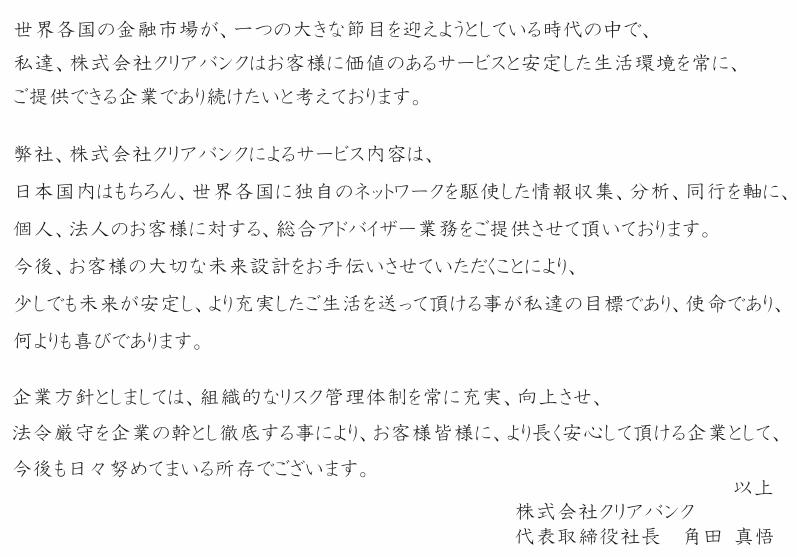 世界各国の金融市場が、一つの大きな節目を迎えようとしている時代の中で、
私達、株式会社クリアバンクはお客様に価値のあるサービスと安定した生活環境を常に、
ご提供できる企業であり続けたいと考えております。
弊社、株式会社クリアバンクによるサービス内容は、
日本国内はもちろん、世界各国に独自のネットワークを駆使した情報収集、分析、同行を軸に、
個人、法人のお客様に対する、総合アドバイザー業務をご提供させて頂いております。
今後、お客様の大切な未来設計をお手伝いさせていただくことにより、
少しでも未来が安定し、より充実したご生活を送って頂ける事が私達の目標であり、使命であり、
何よりも喜びであります。
企業方針としましては、組織的なリスク管理体制を常に充実、向上させ、
法令厳守を企業の幹とし徹底する事により、お客様皆様に、より長く安心して頂ける企業として、
今後も日々努めてまいる所存でございます。
以上
株式会社クリアバンク
代表取締役社長 角田 真悟